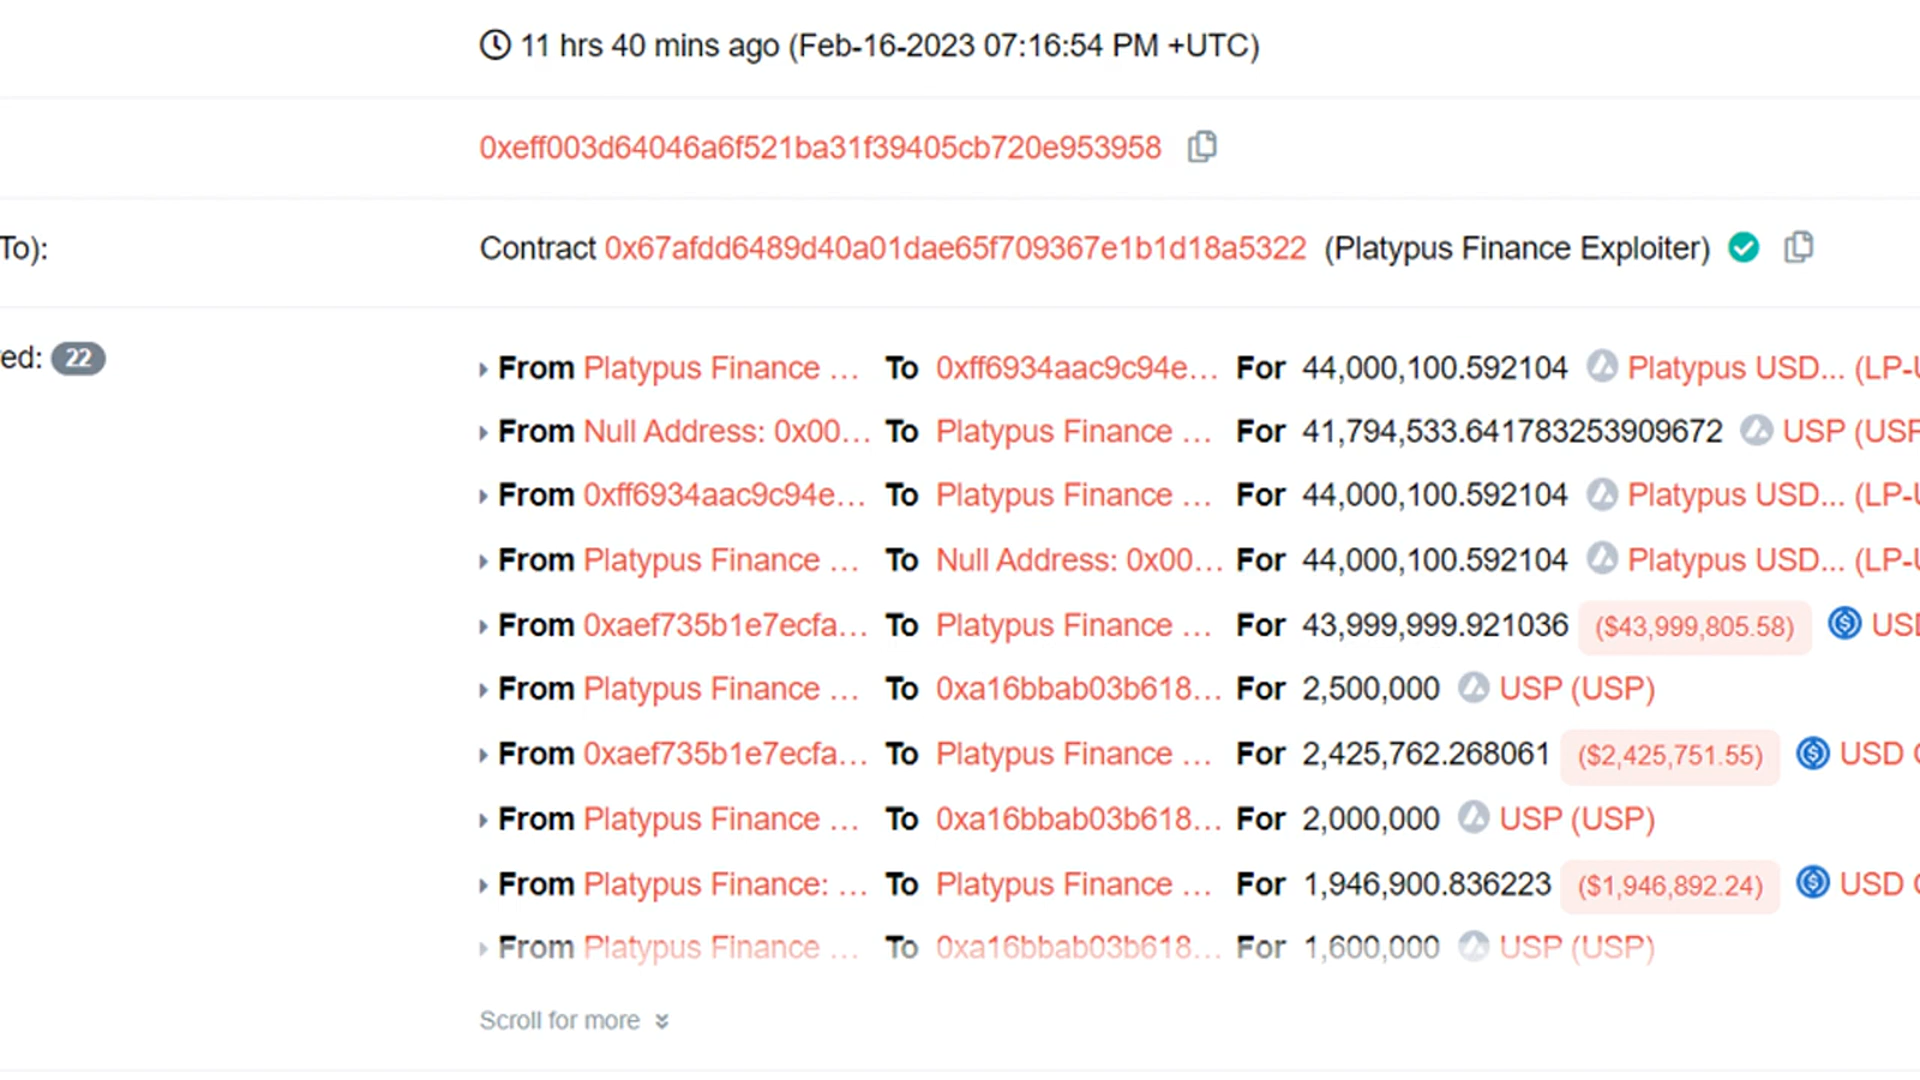 11 hrs 40 mins ago (Feb-16-2023 07:16:54 PM +UTC)
0xeff003d64046a6f521ba31f39405cb720e953958
To): Contract 0x67afdd6489d40a01dae65f709367e1b1d18a5322 (Platypus Finance Exploiter)
ed: 22
From Platypus Finance ... To 0xff6934aac9c94e... For 44,000,100.592104 Platypus USD... (LP-U
From Null Address: 0x00... To Platypus Finance ... For 41,794,533.641783253909672 USP (USP
From 0xff6934aac9c94e... To Platypus Finance ... For 44,000,100.592104 Platypus USD... (LP-U
From Platypus Finance ... To Null Address: 0x00... For 44,000,100.592104 Platypus USD... (LP-U
From 0xaef735b1e7ecfa... To Platypus Finance ... For 43,999,999.921036 ($43,999,805.58) USD
From Platypus Finance ... To 0xa16bbab03b618... For 2,500,000 USP (USP)
From 0xaef735b1e7ecfa... To Platypus Finance ... For 2,425,762.268061 ($2,425,751.55) USD C
From Platypus Finance ... To 0xa16bbab03b618... For 2,000,000 USP (USP)
From Platypus Finance: ... To Platypus Finance ... For 1,946,900.836223 ($1,946,892.24) USD C
From Platypus Finance ... To 0xa16bbab03b618... For 1,600,000 USP (USP)
Scroll for more